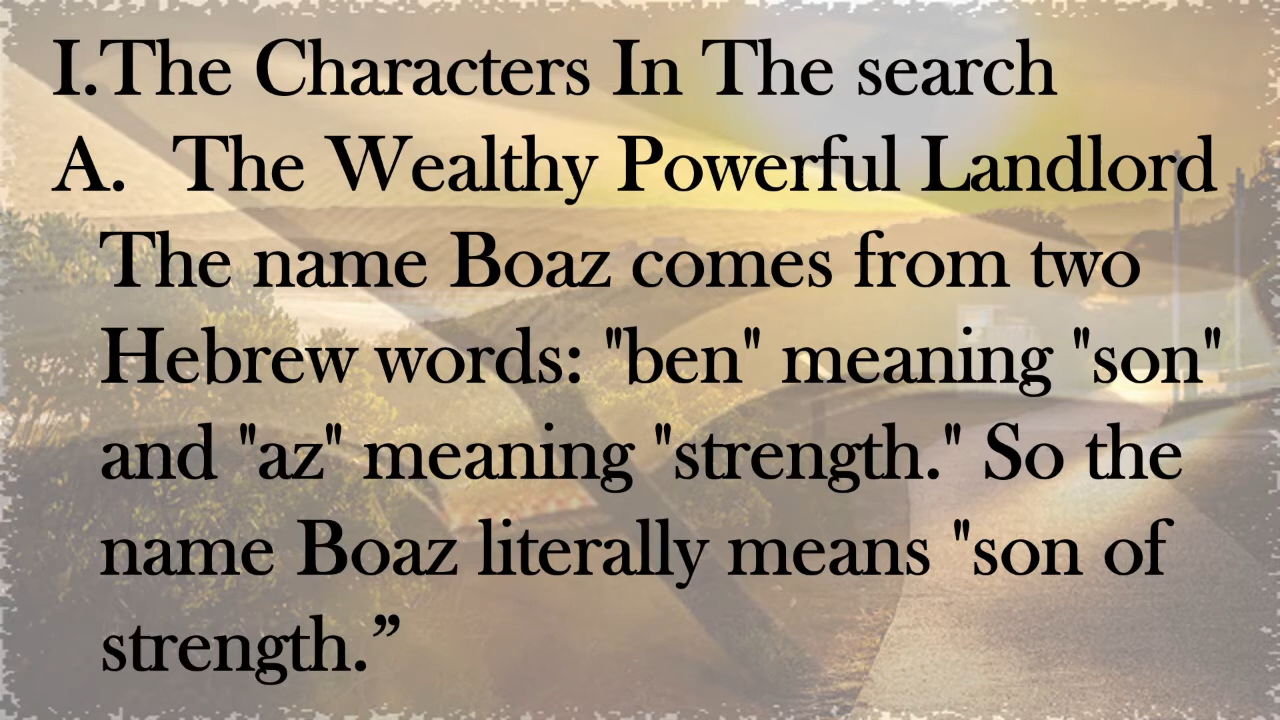 I.The Characters In The search
A. The Wealthy Powerful Landlord
The name Boaz comes from two
Hebrew words: "ben" meaning "son"
and "az" meaning "strength." So the
name Boaz literally means "son of
strength.”